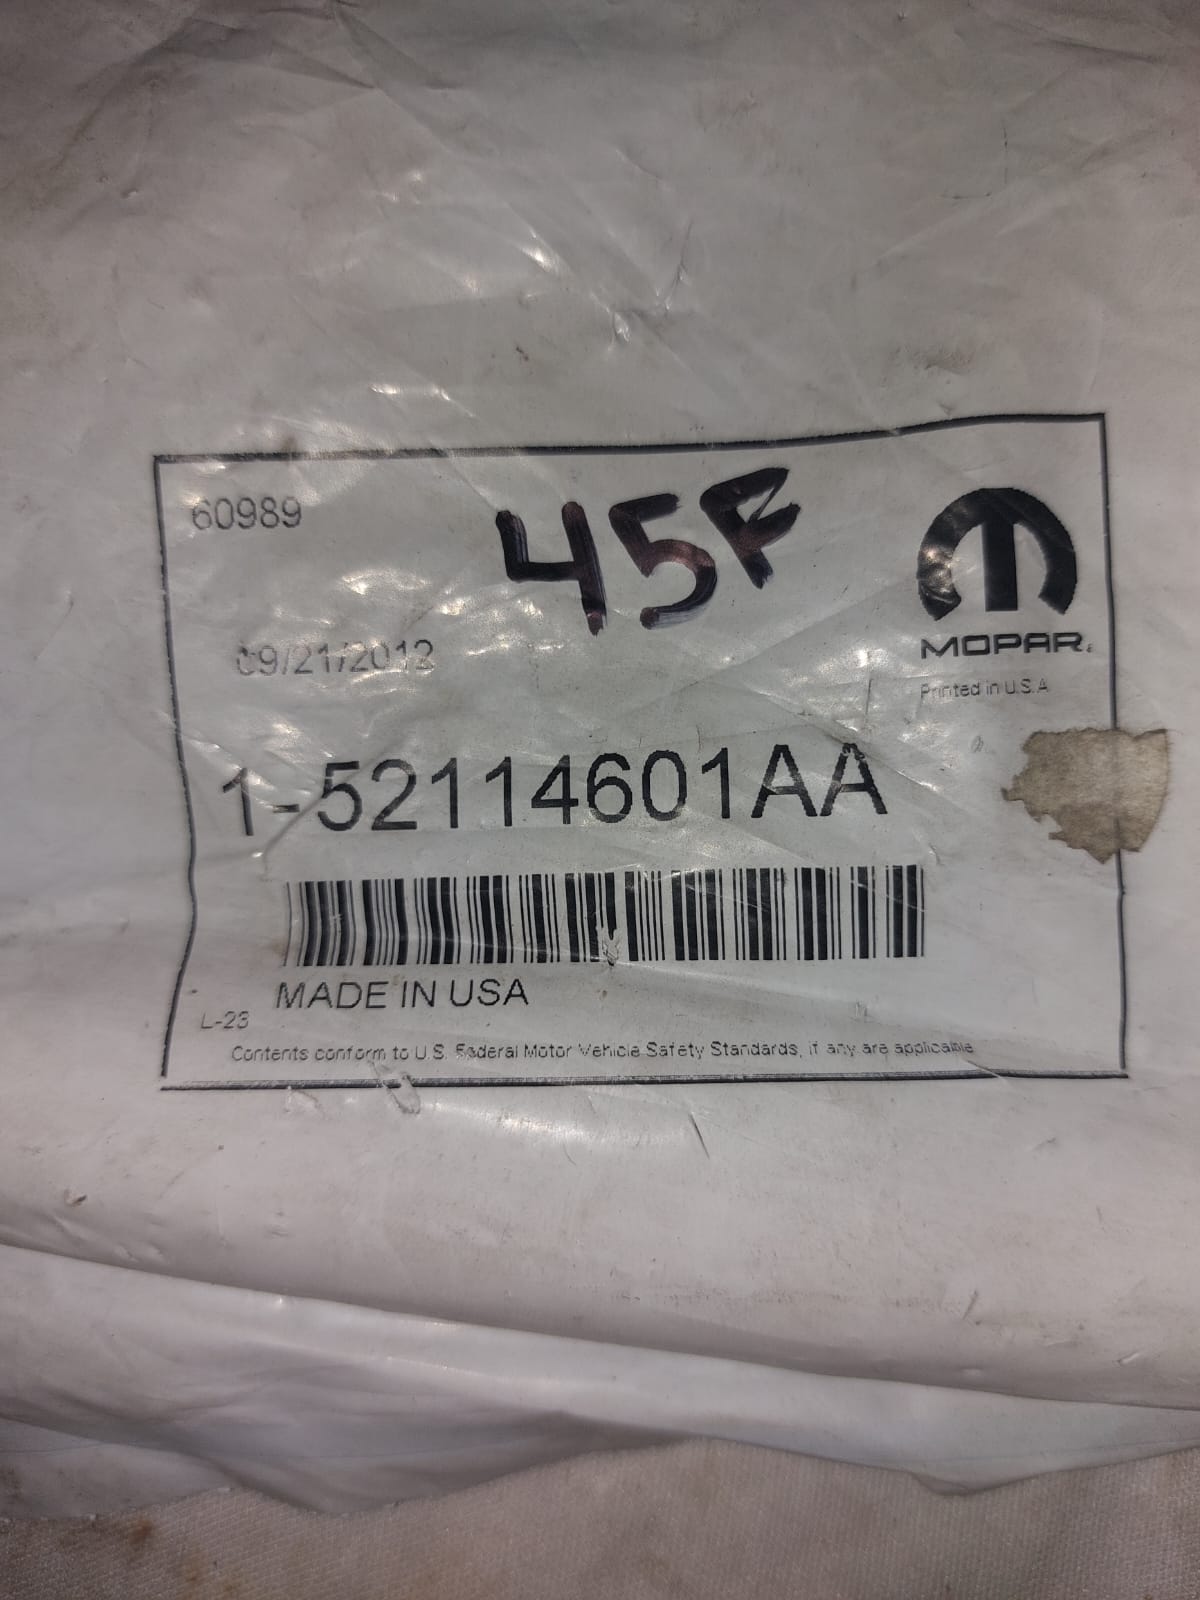 60989
45F
09/21/2012
MOPAR
Printed in U.S.A
1-52114601AA
MADE IN USA
L-23
Contents conform to U.S. Federal Motor Vehicle Safety Standards, if any are applicable